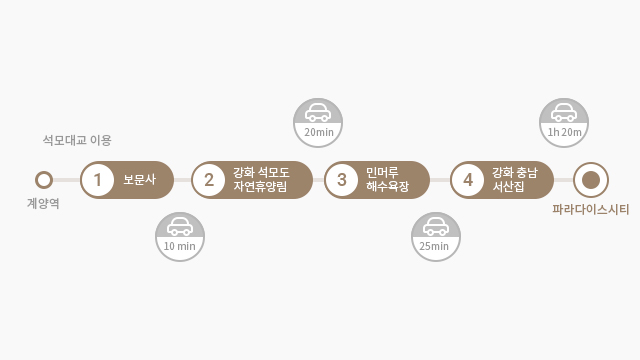 20min
1h 20m
석모대교 이용
1
보문사
2
강화 석모도
자연휴양림
3
민머루
해수욕장
4
강화 충남
서산집
계양역
파라다이스시티
10 min
25min